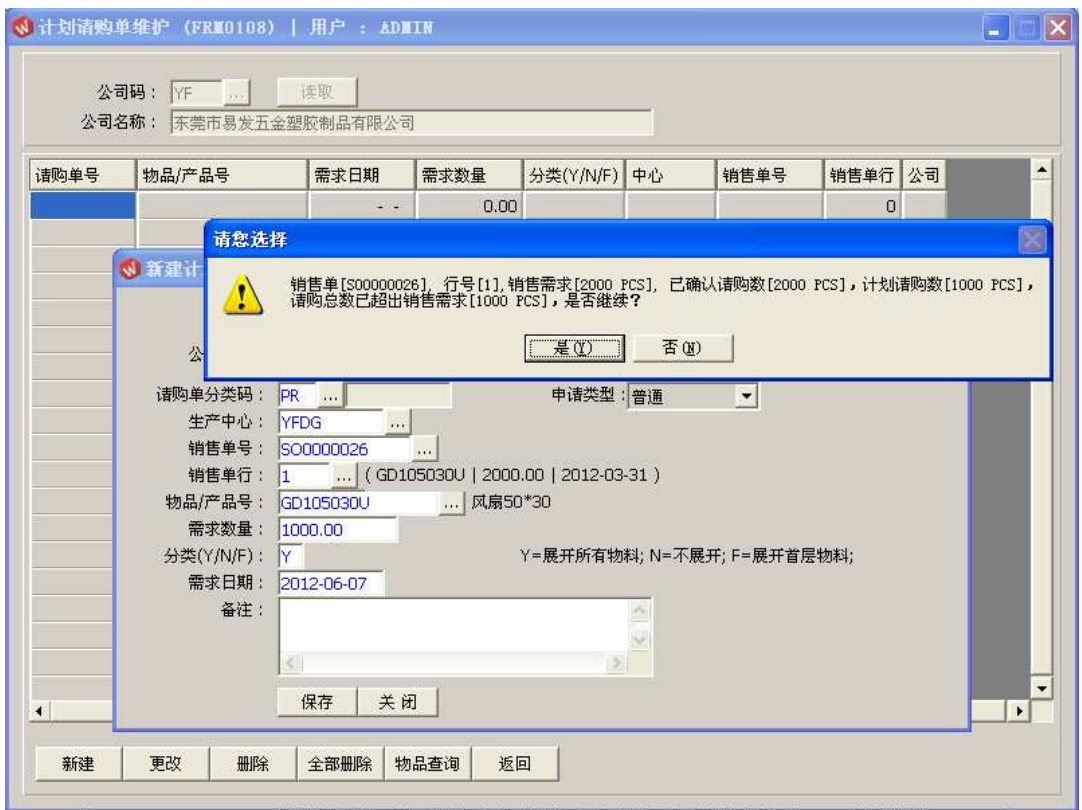 计划请购单维护 (FRM0108) | 用户 : ADMIN
公司码： YF ... 读取
公司名称： 东莞市易发五金塑胶制品有限公司
请购单号 物品/产品号 需求日期 需求数量 分类(Y/N/F) 中心 销售单号 销售单行 公司
- - 0.00 0
请您选择
新建计
销售单[SO0000026], 行号[1],销售需求[2000 PCS], 已确认请购数[2000 PCS]，计划请购数[1000 PCS]，
请购总数已超出销售需求[1000 PCS]，是否继续？
是(Y) 否(N)
公
请购单分类码： PR ... 申请类型： 普通
生产中心： YFDG ...
销售单号： SO0000026 ...
销售单行： 1 ... ( GD105030U | 2000.00 | 2012-03-31 )
物品/产品号： GD105030U ... 风扇50*30
需求数量： 1000.00
分类(Y/N/F)： Y Y=展开所有物料; N=不展开; F=展开首层物料;
需求日期： 2012-06-07
备注：
保存 关闭
新建 更改 删除 全部删除 物品查询 返回